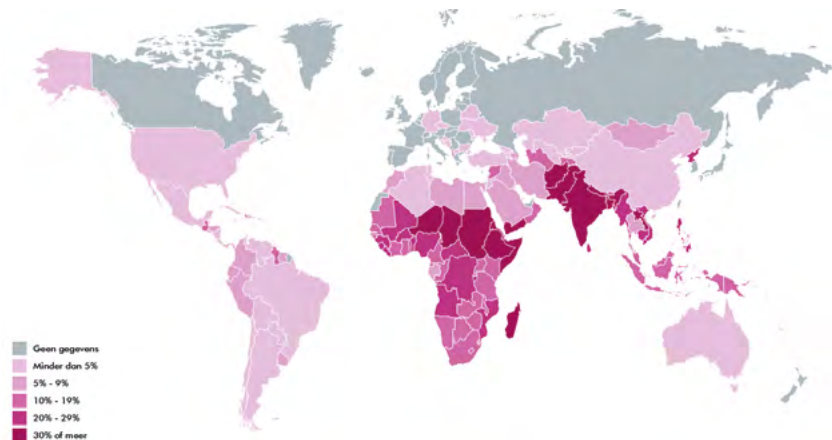 Geen gegevens
Minder dan 5%
5% - 9%
10% - 19%
20% - 29%
30% of meer